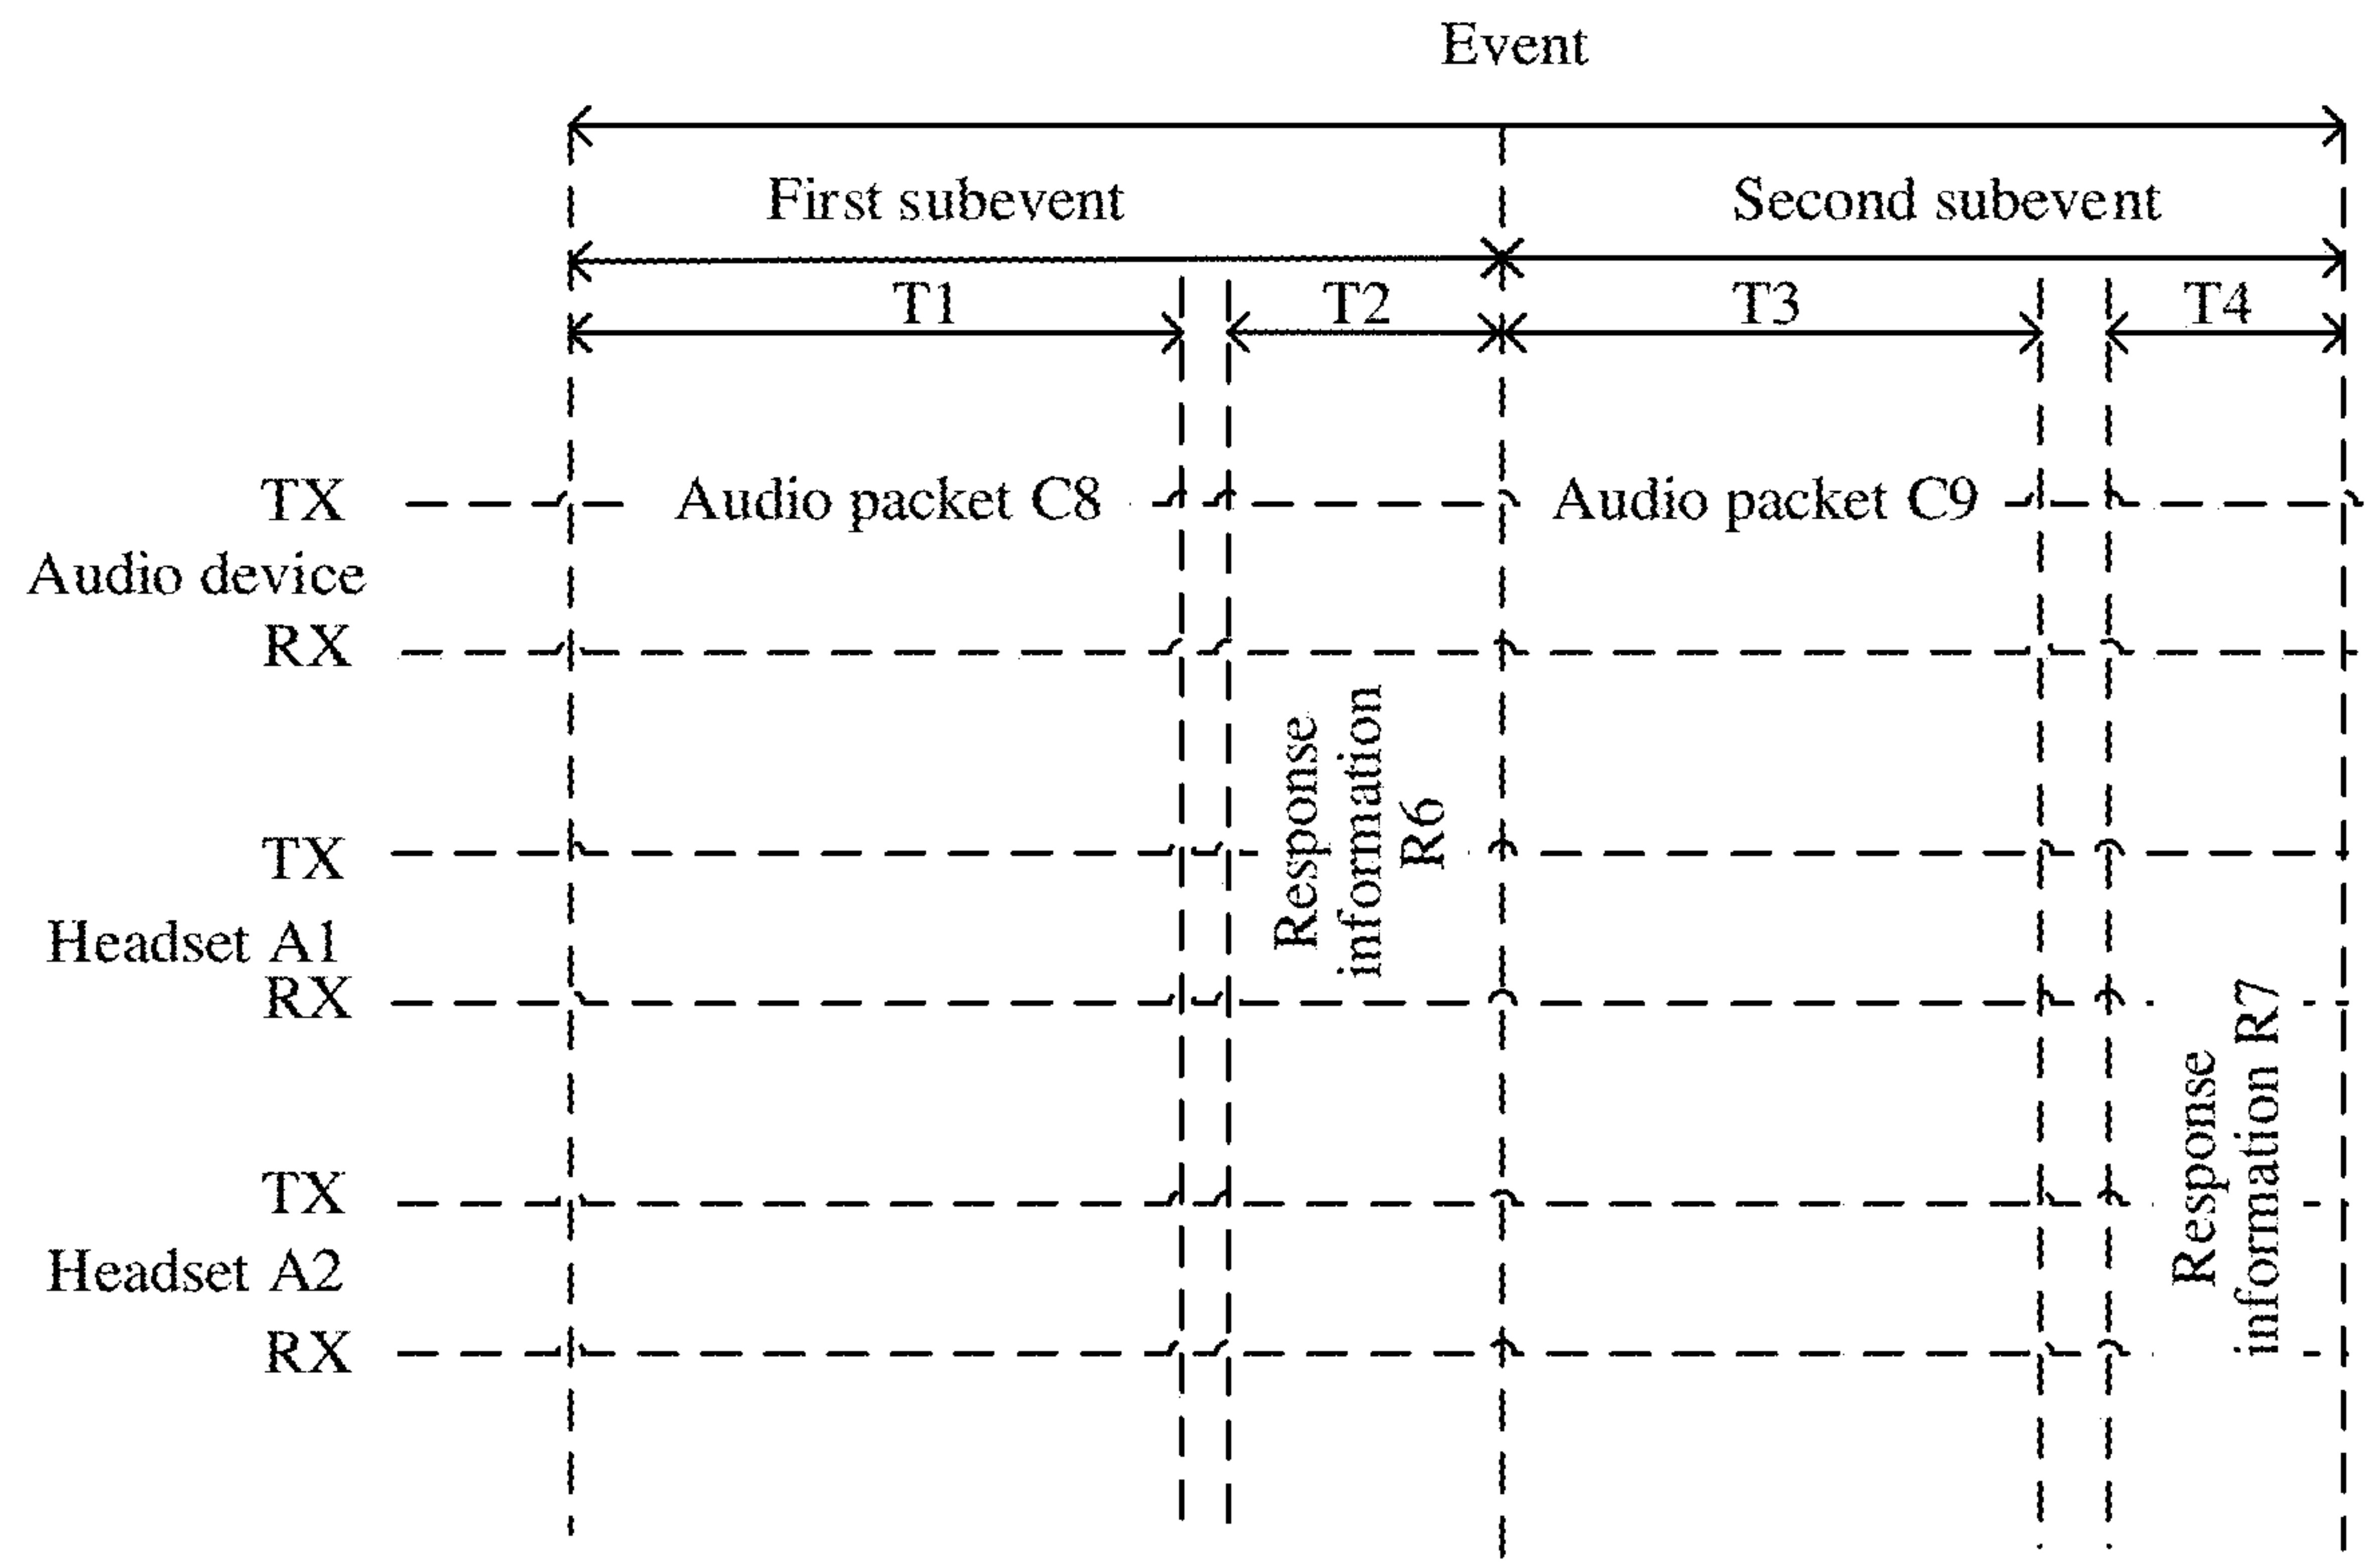 Event
First subevent
Second subevent
T1
T2
T3
T4
TX
Audio packet C8
Audio packet C9
Audio device
RX
Response
information
R6
TX
Headset A1
RX
Response
information R7
TX
Headset A2
RX